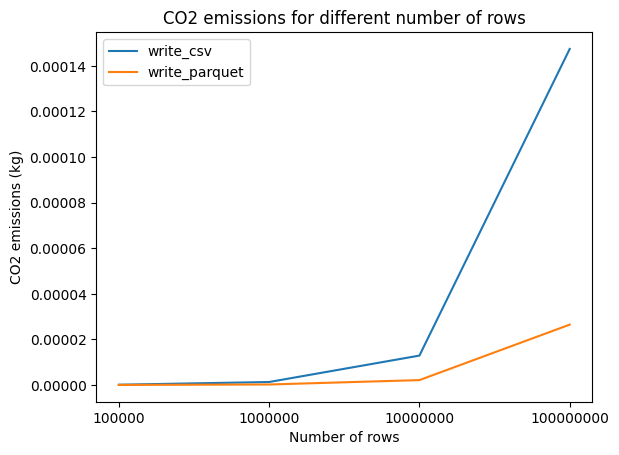 CO2 emissions for different number of rows
write_csv
write_parquet
CO2 emissions (kg)
0.00014
0.00012
0.00010
0.00008
0.00006
0.00004
0.00002
0.00000
100000 1000000 10000000 100000000
Number of rows